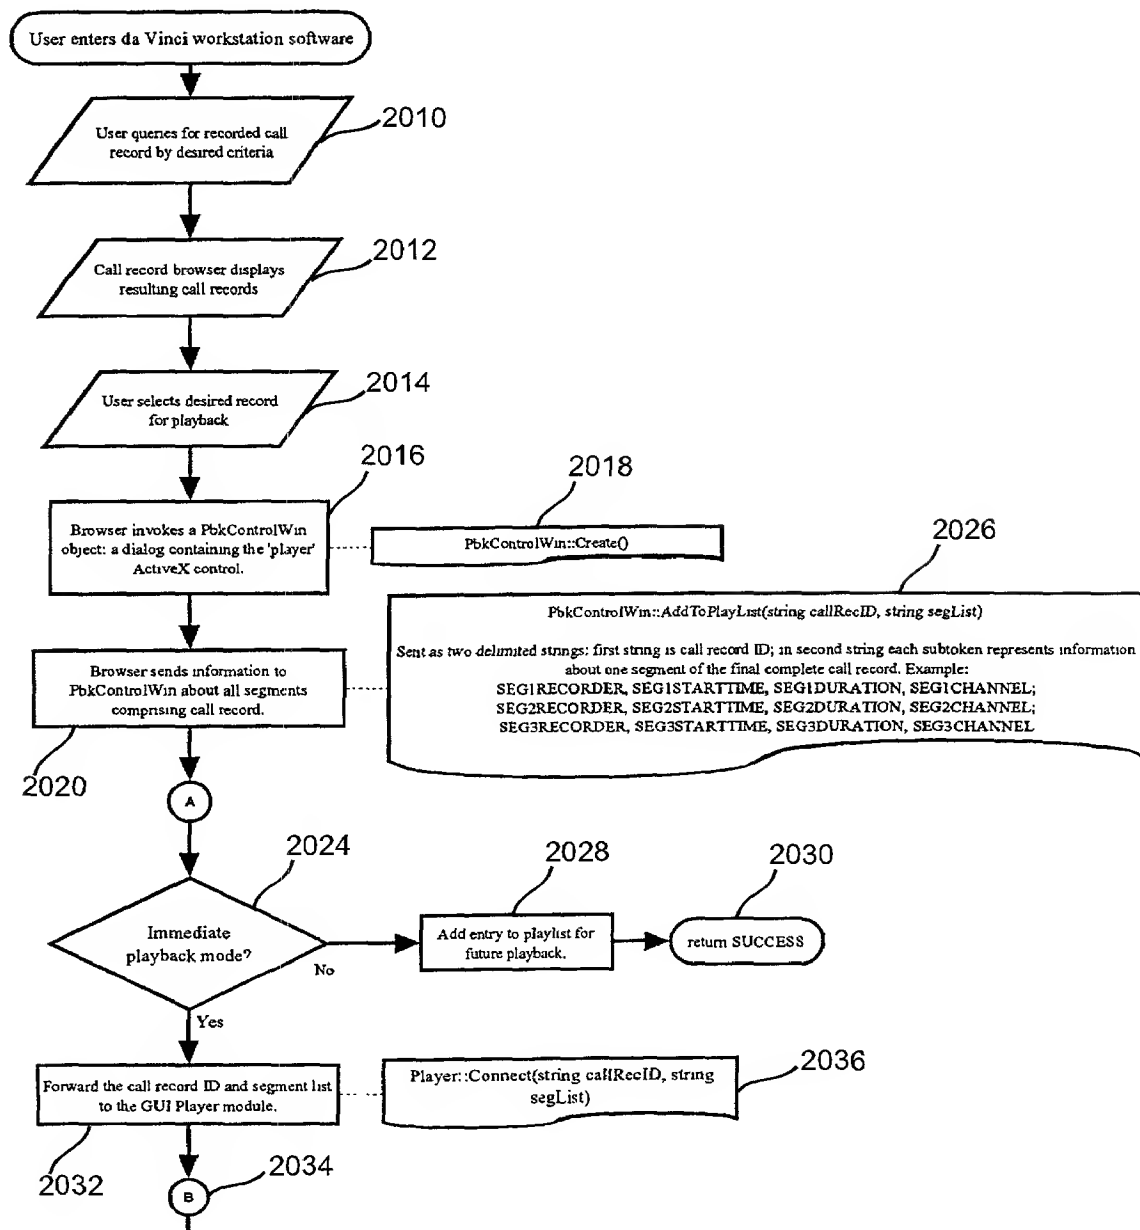 User enters da Vinci workstation software
2010
User queries for recorded call
record by desired criteria
2012
Call record browser displays
resulting call records
2014
User selects desired record
for playback
2016
2018
Browser invokes a PbkControlWin
object: a dialog containing the 'player'
ActiveX control.
PbkControlWin::Create()
2026
PbkControlWin::AddToPlayList(string callRecID, string segList)
Sent as two delimited strings: first string is call record ID; in second string each subtoken represents information
about one segment of the final complete call record. Example:
SEG1RECORDER, SEG1STARTTIME, SEG1DURATION, SEG1CHANNEL;
SEG2RECORDER, SEG2STARTTIME, SEG2DURATION, SEG2CHANNEL;
SEG3RECORDER, SEG3STARTTIME, SEG3DURATION, SEG3CHANNEL
Browser sends information to
PbkControlWin about all segments
comprising call record.
2020
A
2024
2028
2030
Immediate
playback mode?
No
Add entry to playlist for
future playback.
return SUCCESS
Yes
2036
Forward the call record ID and segment list
to the GUI Player module.
Player::Connect(string callRecID, string
segList)
2032
2034
B